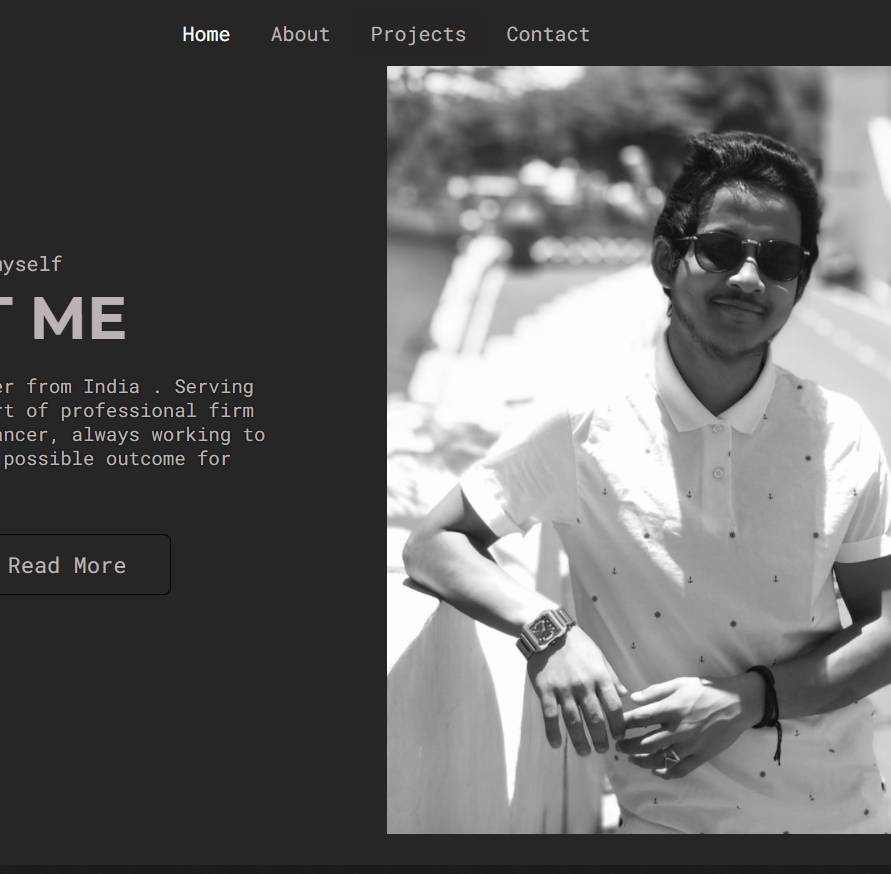 Home About Projects Contact
myself
T ME
er from India . Serving
rt of professional firm
ancer, always working to
possible outcome for
Read More